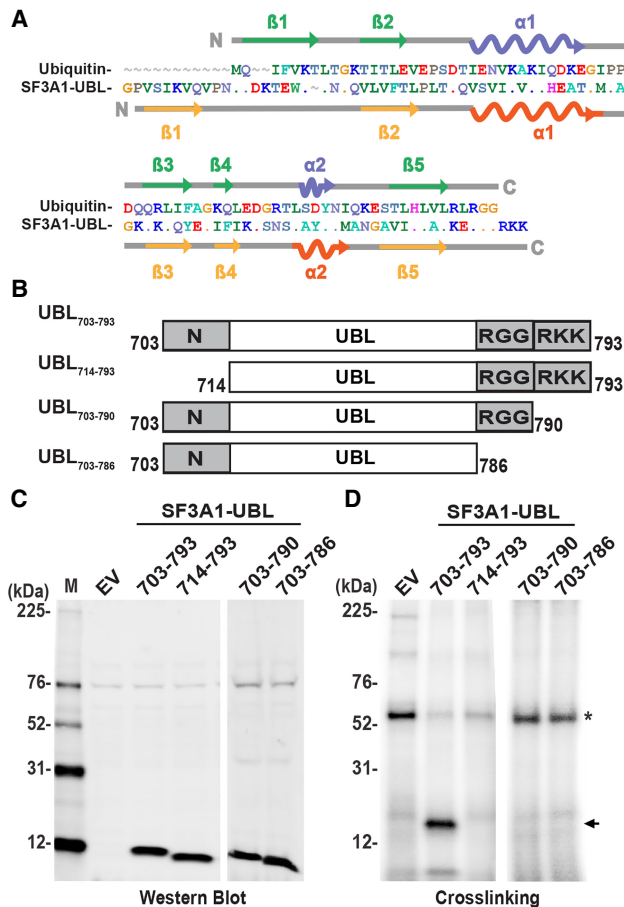 A
N ß1 ß2 α1
Ubiquitin- ~~~~~~~~~~~~~MQ~IFVKTLTGKTITLEVEPSDTIENVKAKIQDKEGIPP
SF3A1-UBL- GPVSIKVQVPN..DKTEW.~.N.QVLVFTLPLT.QVSVI.V..HEAT.M.A
N ß1 ß2 α1
ß3 ß4 α2 ß5
Ubiquitin- DQQRLIFAGKQLEDGRTLSDYNIQKESTLHLVLRLRGG C
SF3A1-UBL- GK.K.QYE.IFIK.SNS.AY..MANGAVI..A.KE...RKK
ß3 ß4 α2 ß5 C
B
UBL703-793 703 N UBL RGG RKK 793
UBL714-793 714 UBL RGG RKK 793
UBL703-790 703 N UBL RGG 790
UBL703-786 703 N UBL 786
C
SF3A1-UBL
(kDa) M EV 703-793 714-793 703-790 703-786
225-
76-
52-
31-
12-
Western Blot
D
SF3A1-UBL
(kDa) EV 703-793 714-793 703-790 703-786
225-
76-
52- *
31-
12-
Crosslinking